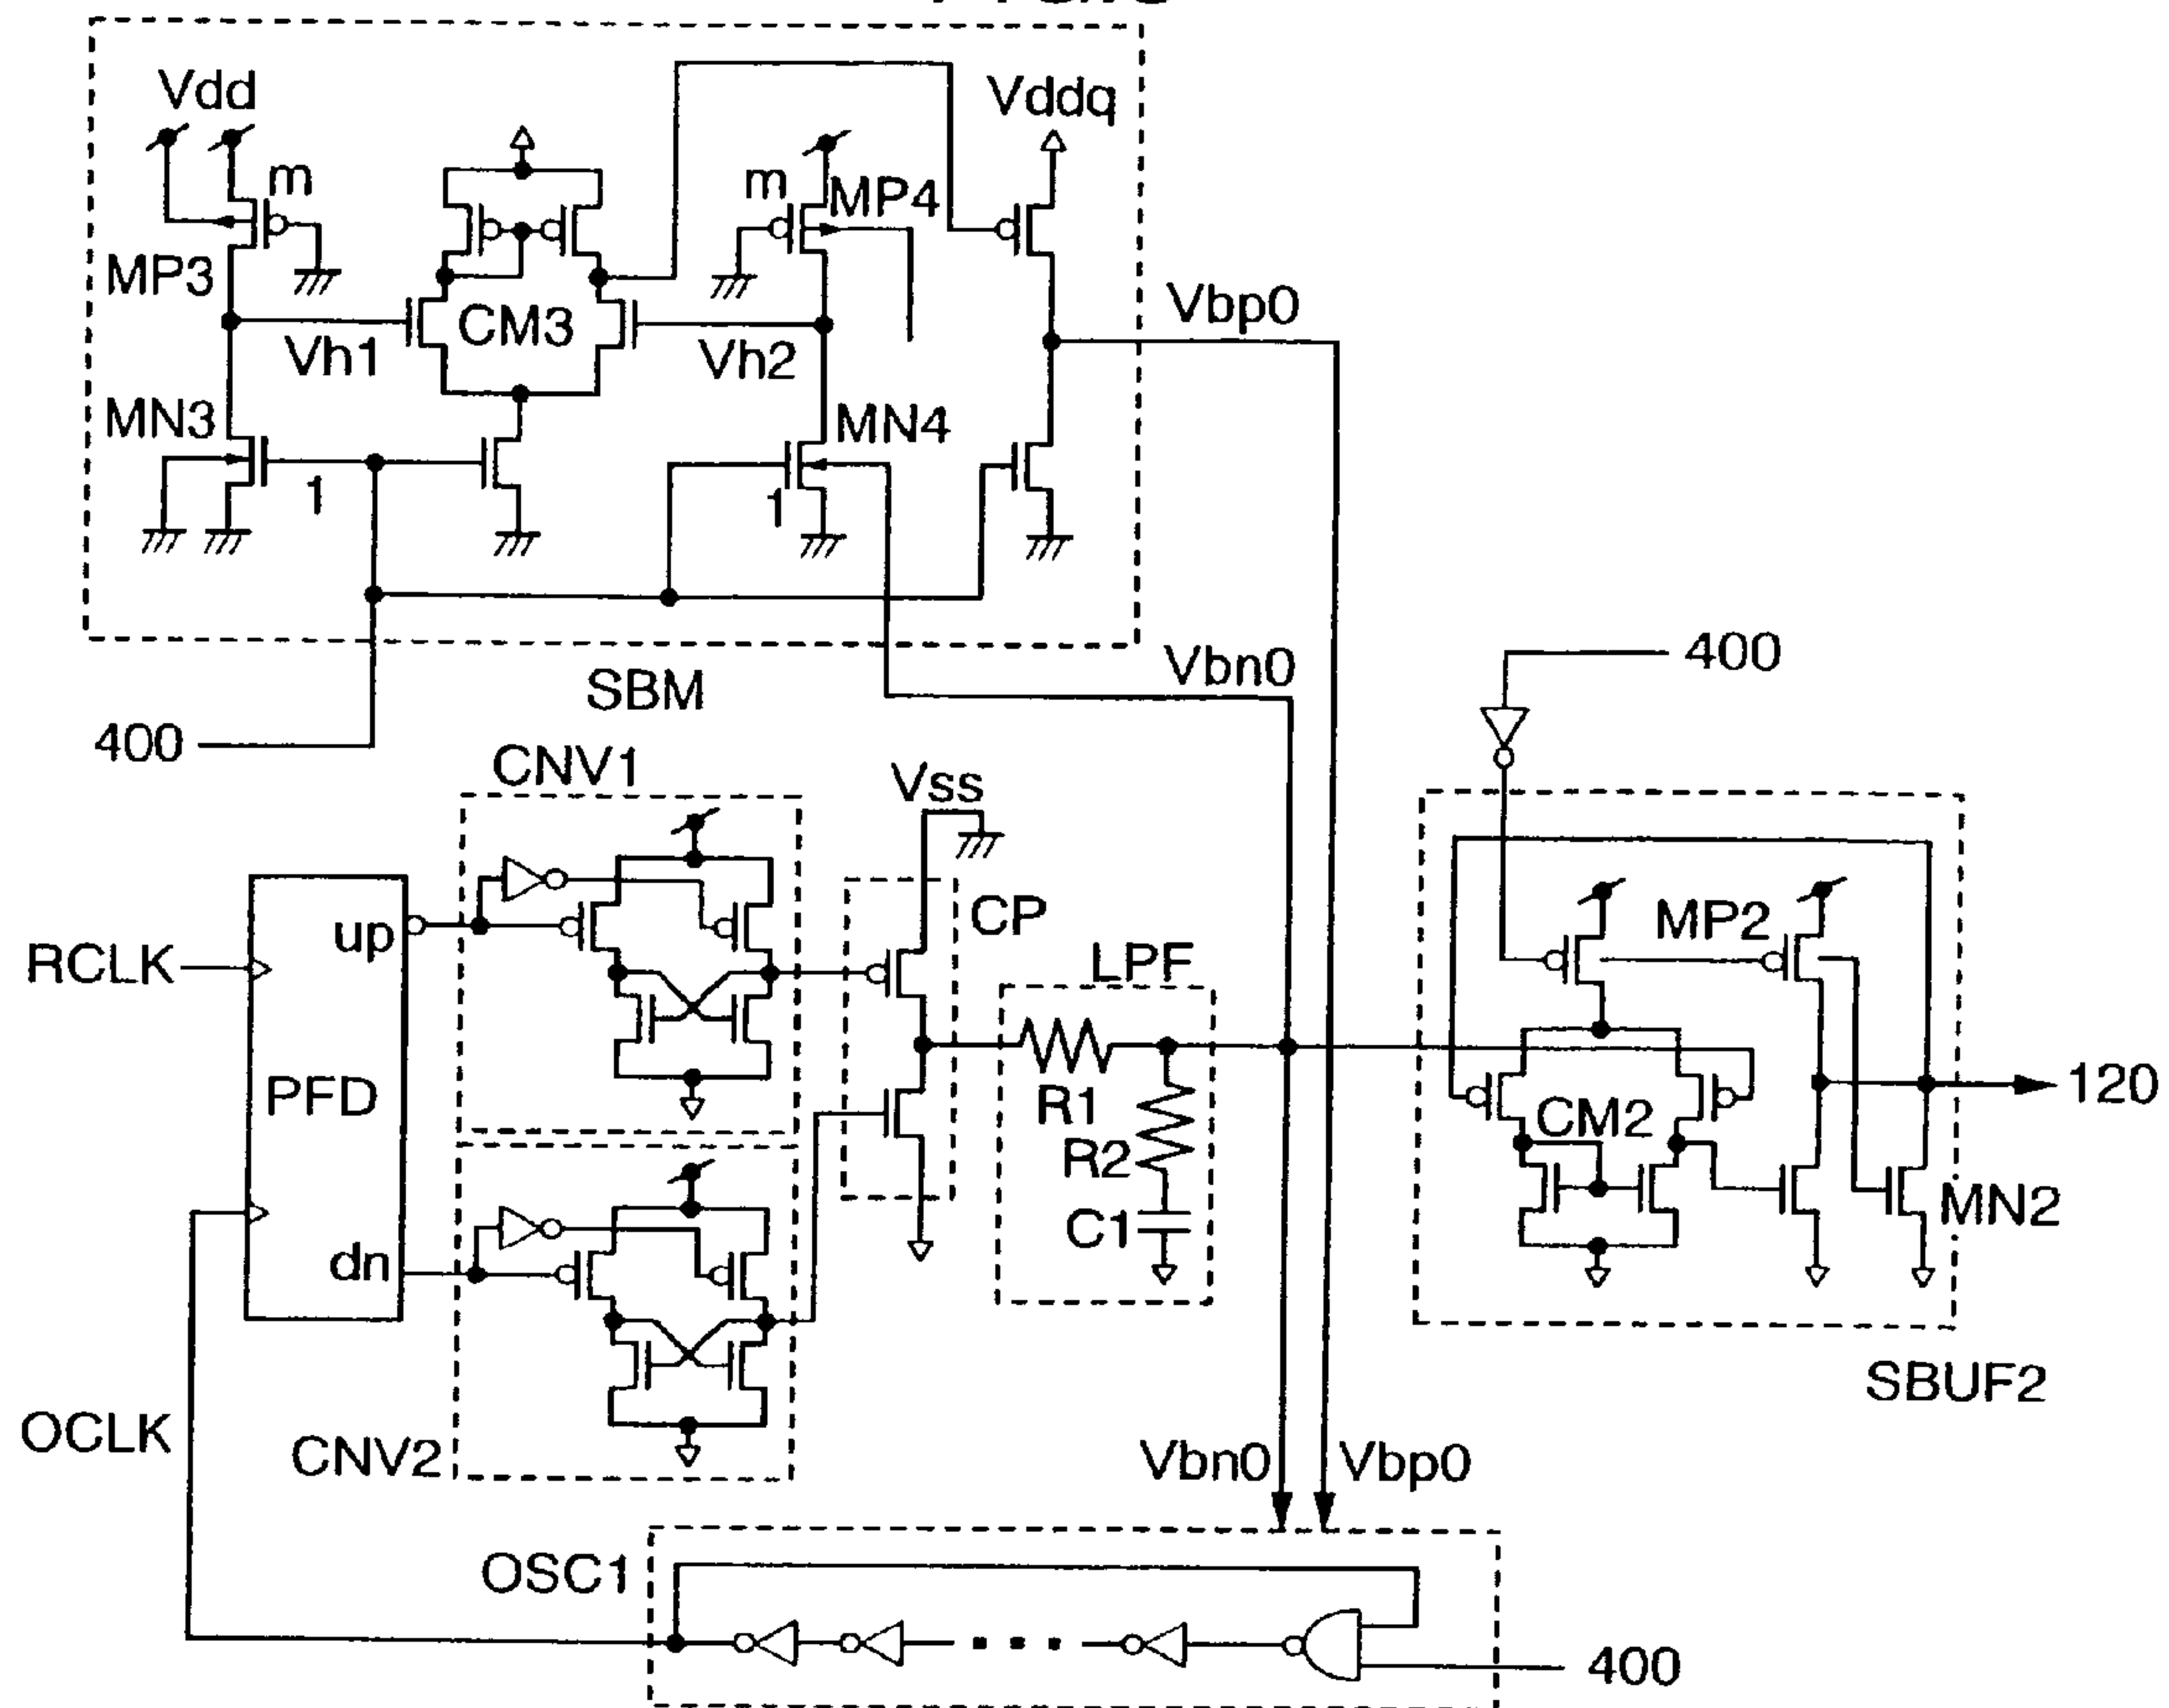 Vdd
Vddq
m
m
MP4
MP3
CM3
Vbp0
Vh1
Vh2
MN3
MN4
1
1
400
Vbn0
SBM
400
CNV1
Vss
CP
MP2
up
RCLK
LPF
PFD
120
R1
CM2
R2
C1
MN2
dn
SBUF2
OCLK
CNV2
Vbn0
Vbp0
OSC1
400